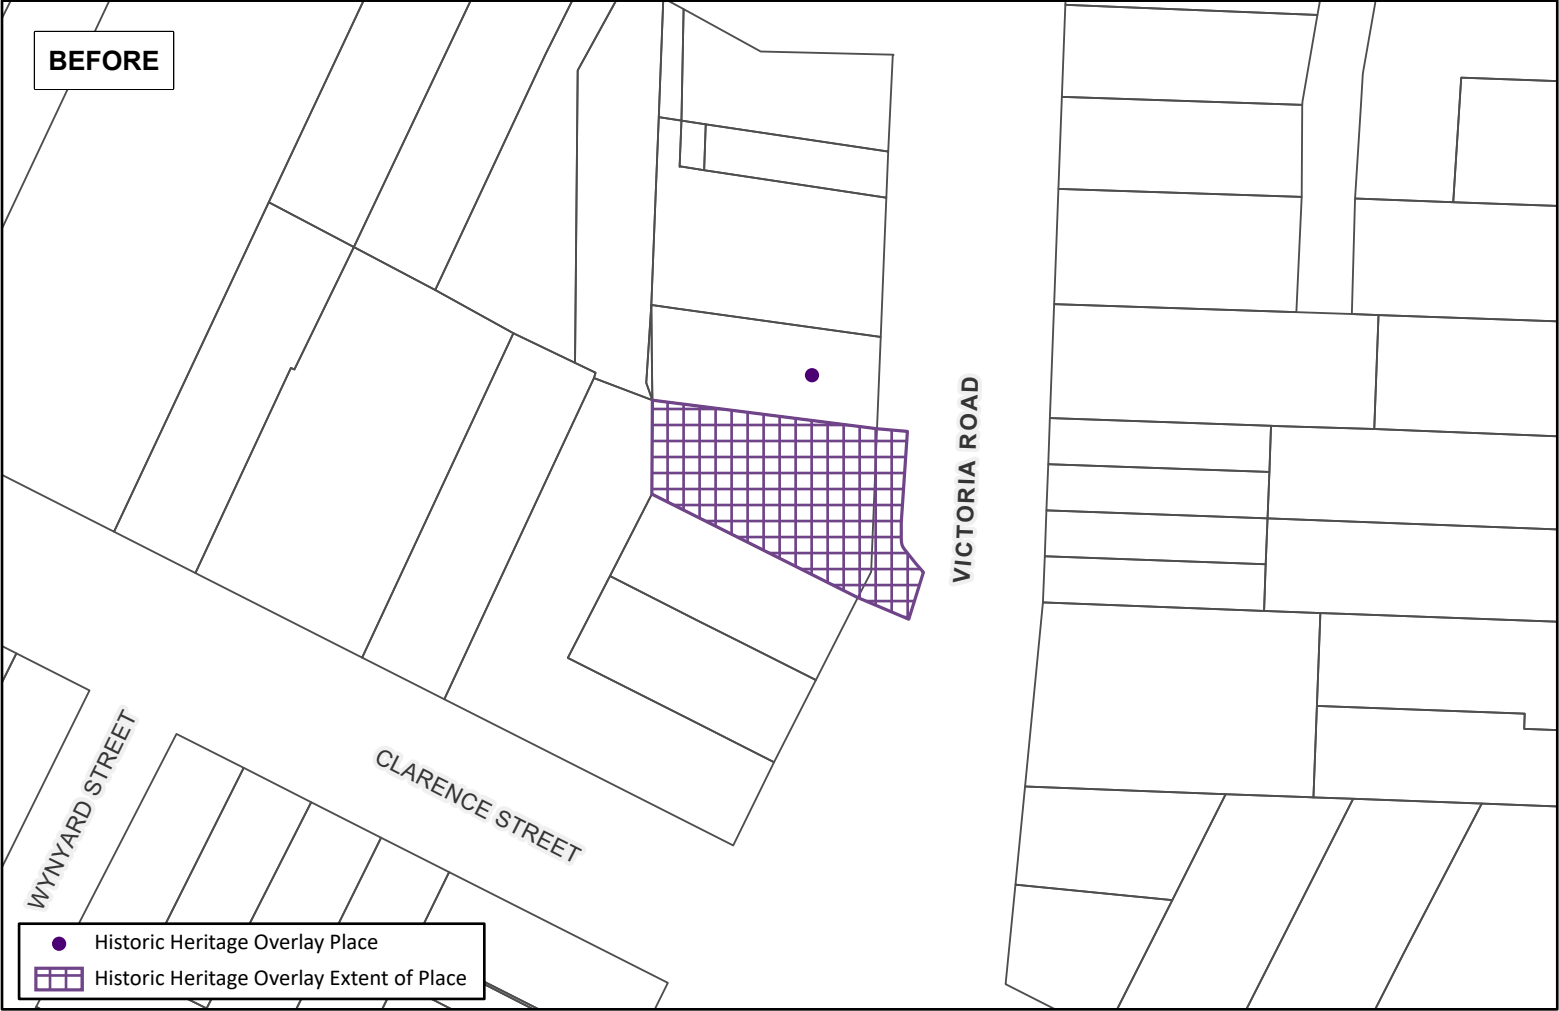 BEFORE
VICTORIA ROAD
CLARENCE STREET
WYNYARD STREET
Historic Heritage Overlay Place
Historic Heritage Overlay Extent of Place